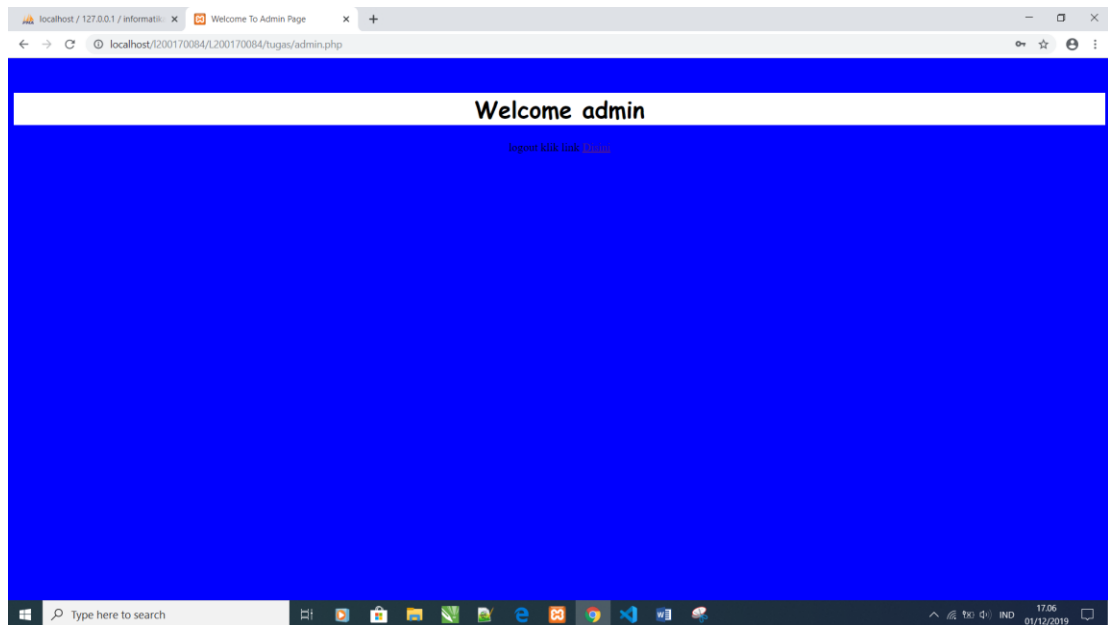 localhost / 127.0.0.1 / informatik
Welcome To Admin Page
localhost/l200170084/L200170084/tugas/admin.php
Welcome admin
logout klik link Disini
Type here to search
IND
17.06
01/12/2019